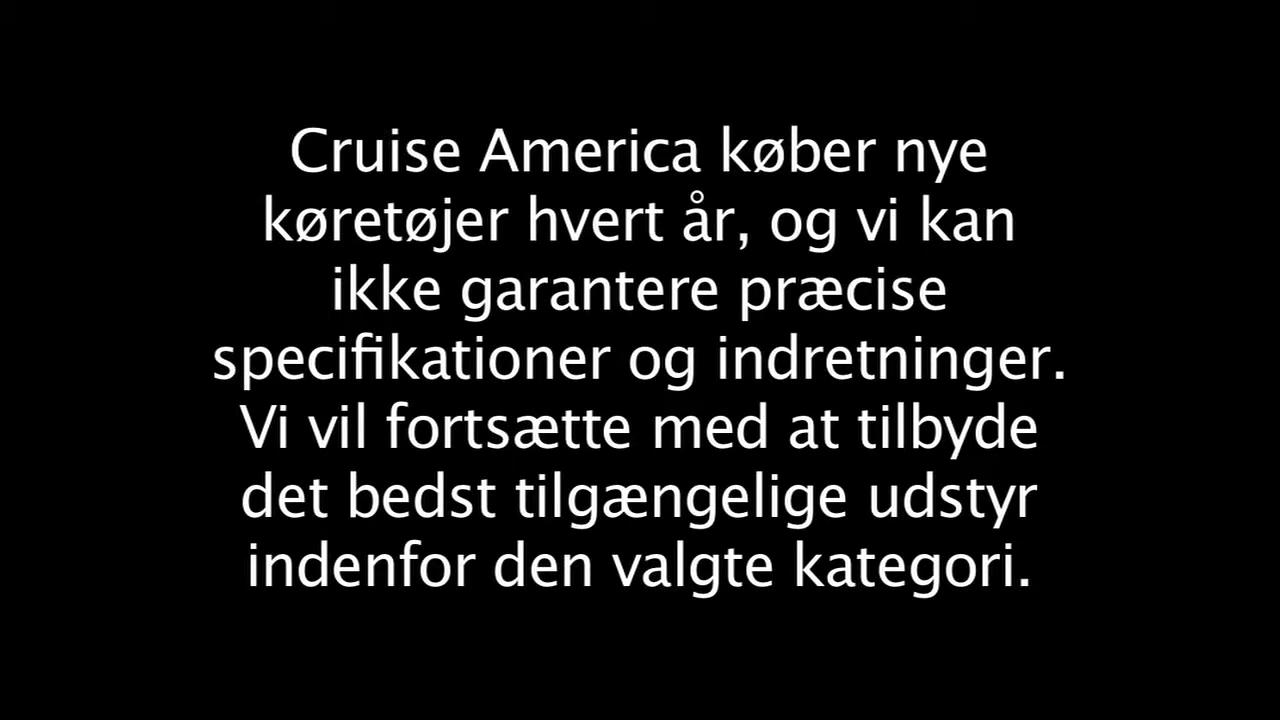 Cruise America køber nye
køretøjer hvert år, og vi kan
ikke garantere præcise
specifikationer og indretninger.
Vi vil fortsætte med at tilbyde
det bedst tilgængelige udstyr
indenfor den valgte kategori.